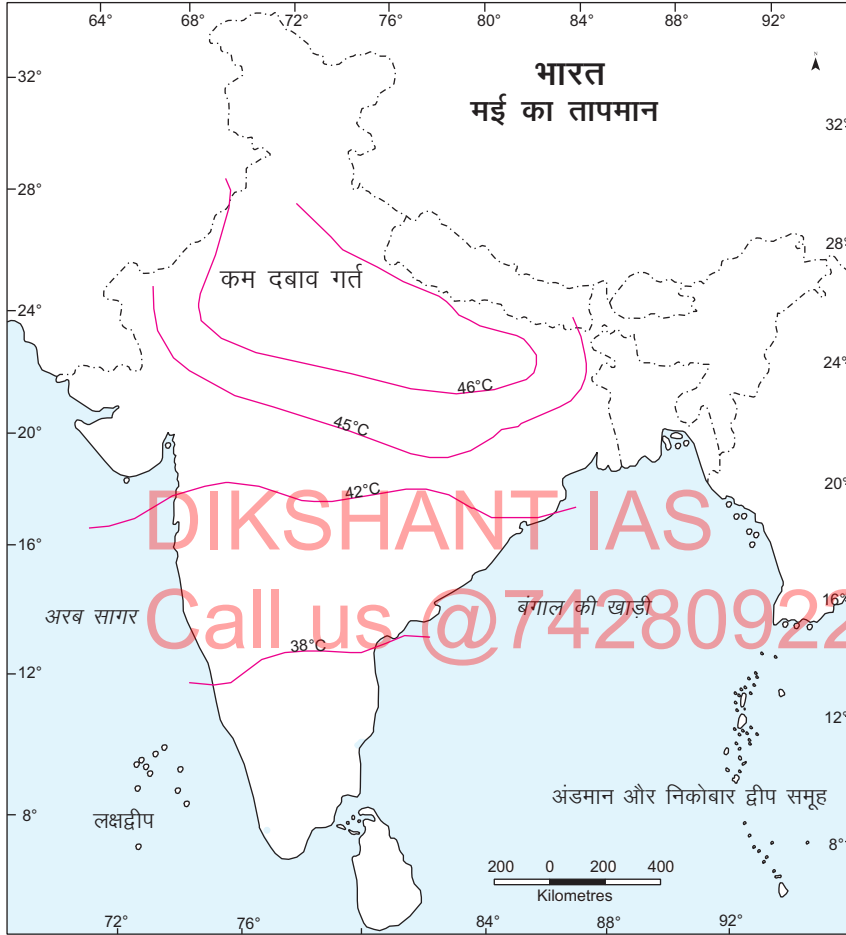 64° 68° 72° 76° 80° 84° 88° 92°
भारत
मई का तापमान
N
32°
32°
28°
28°
कम दबाव गर्त
24°
24°
46°C
45°C
20°
20°
42°C
DIKSHANT IAS
16°
16°
अरब सागर
बंगाल की खाड़ी
Call us @74280922
38°C
12°
12°
अंडमान और निकोबार द्वीप समूह
8°
लक्षद्वीप
8°
200 0 200 400
Kilometres
72° 76° 84° 88° 92°